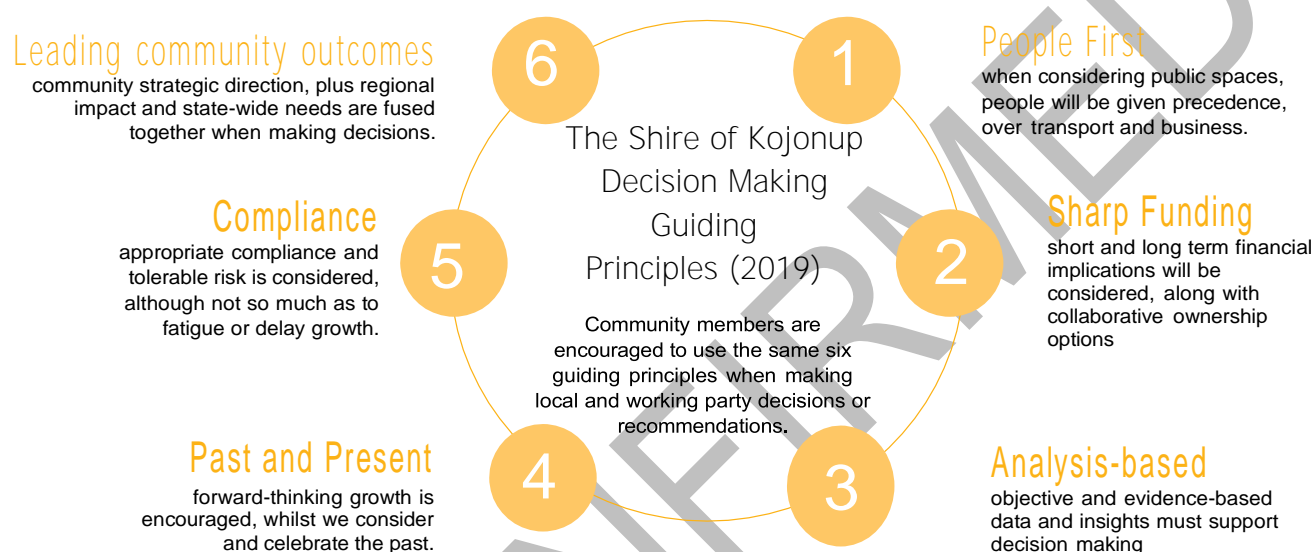 The Shire of Kojonup
Decision Making
Guiding
Principles (2019)
Community members are
encouraged to use the same six
guiding principles when making
local and working party decisions or
recommendations.
1
People First
when considering public spaces,
people will be given precedence,
over transport and business.
2
Sharp Funding
short and long term financial
implications will be
considered, along with
collaborative ownership
options
3
Analysis-based
objective and evidence-based
data and insights must support
decision making
4
Past and Present
forward-thinking growth is
encouraged, whilst we consider
and celebrate the past.
5
Compliance
appropriate compliance and
tolerable risk is considered,
although not so much as to
fatigue or delay growth.
6
Leading community outcomes
community strategic direction, plus regional
impact and state-wide needs are fused
together when making decisions.